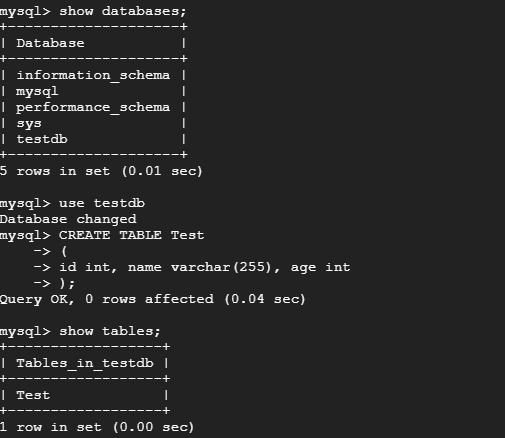 mysql> show databases;
+--------------------+
| Database           |
+--------------------+
| information_schema |
| mysql              |
| performance_schema |
| sys                |
| testdb             |
+--------------------+
5 rows in set (0.01 sec)

mysql> use testdb
Database changed
mysql> CREATE TABLE Test
    -> (
    -> id int, name varchar(255), age int
    -> );
Query OK, 0 rows affected (0.04 sec)

mysql> show tables;
+------------------+
| Tables_in_testdb |
+------------------+
| Test             |
+------------------+
1 row in set (0.00 sec)